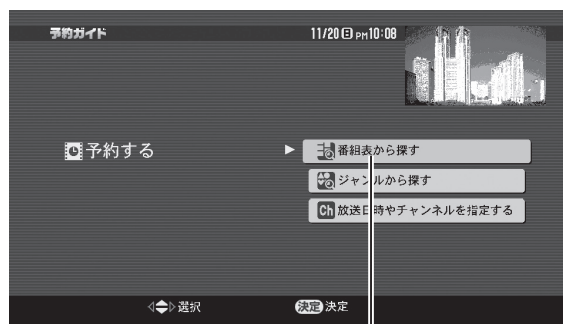 予約ガイド
11/20 日 PM10:08
予約する
番組表から探す
ジャンルから探す
Ch 放送日時やチャンネルを指定する
選択
決定 決定